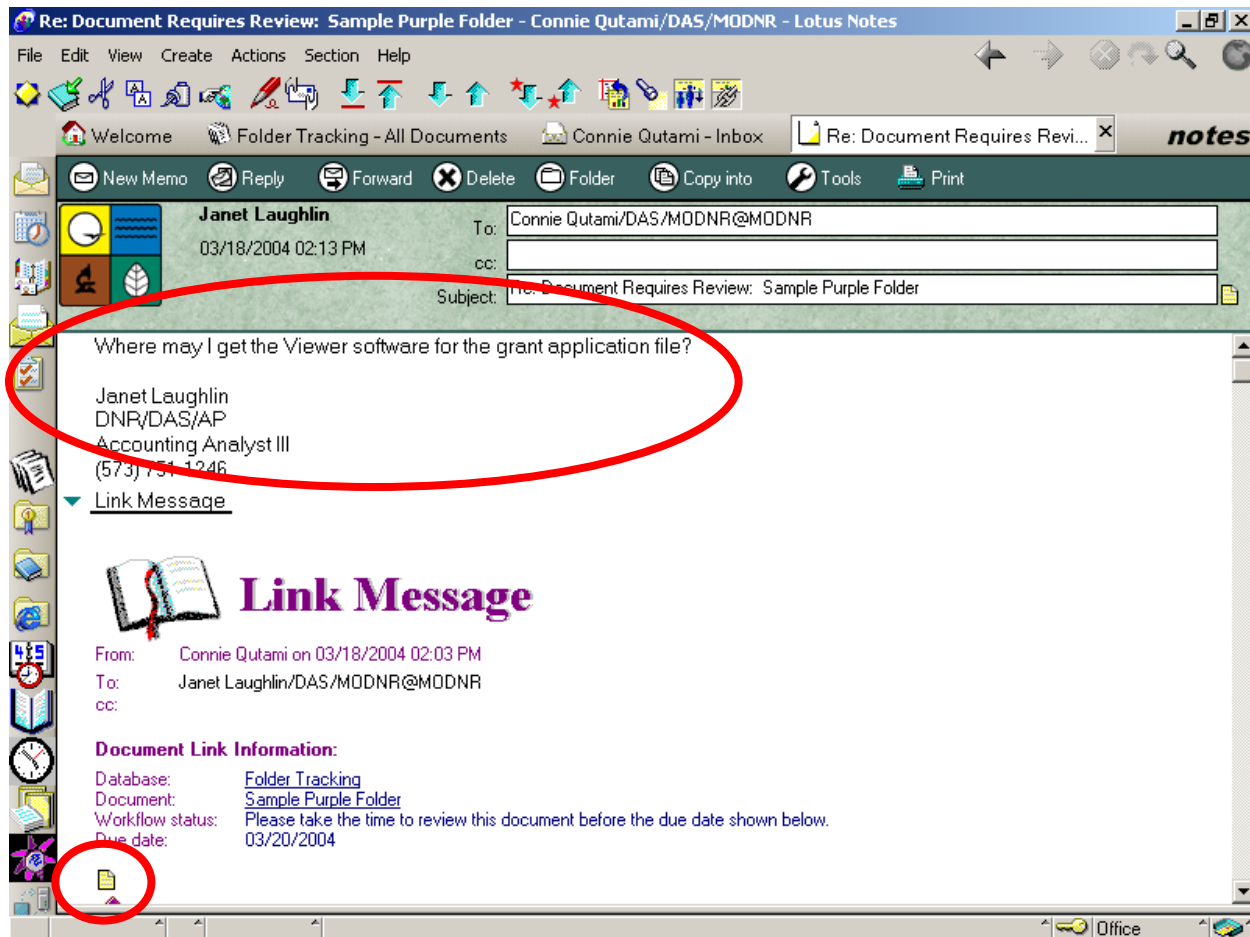 Re: Document Requires Review: Sample Purple Folder - Connie Qutami/DAS/MODNR - Lotus Notes
File Edit View Create Actions Section Help
Welcome Folder Tracking - All Documents Connie Qutami - Inbox Re: Document Requires Revi... notes
New Memo Reply Forward Delete Folder Copy into Tools Print
Janet Laughlin
03/18/2004 02:13 PM
To: Connie Qutami/DAS/MODNR@MODNR
cc:
Subject: Re: Document Requires Review: Sample Purple Folder
Where may I get the Viewer software for the grant application file?
Janet Laughlin
DNR/DAS/AP
Accounting Analyst III
(573) 751-1246
Link Message
Link Message
From: Connie Qutami on 03/18/2004 02:03 PM
To: Janet Laughlin/DAS/MODNR@MODNR
cc:
Document Link Information:
Database: Folder Tracking
Document: Sample Purple Folder
Workflow status: Please take the time to review this document before the due date shown below.
Due date: 03/20/2004
Office